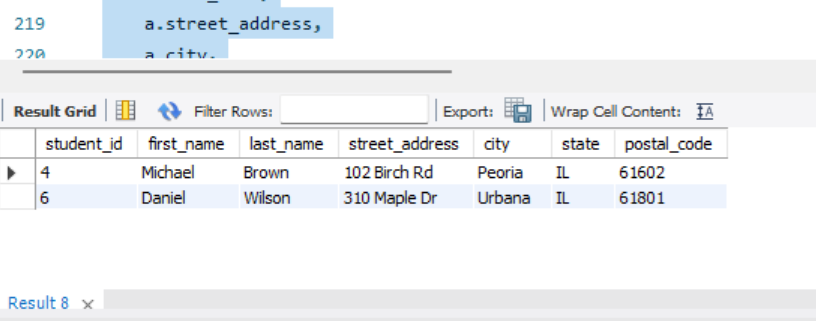 219 a.street_address,
220 a.city,
Result Grid Filter Rows: Export: Wrap Cell Content:
student_id first_name last_name street_address city state postal_code
4 Michael Brown 102 Birch Rd Peoria IL 61602
6 Daniel Wilson 310 Maple Dr Urbana IL 61801
Result 8